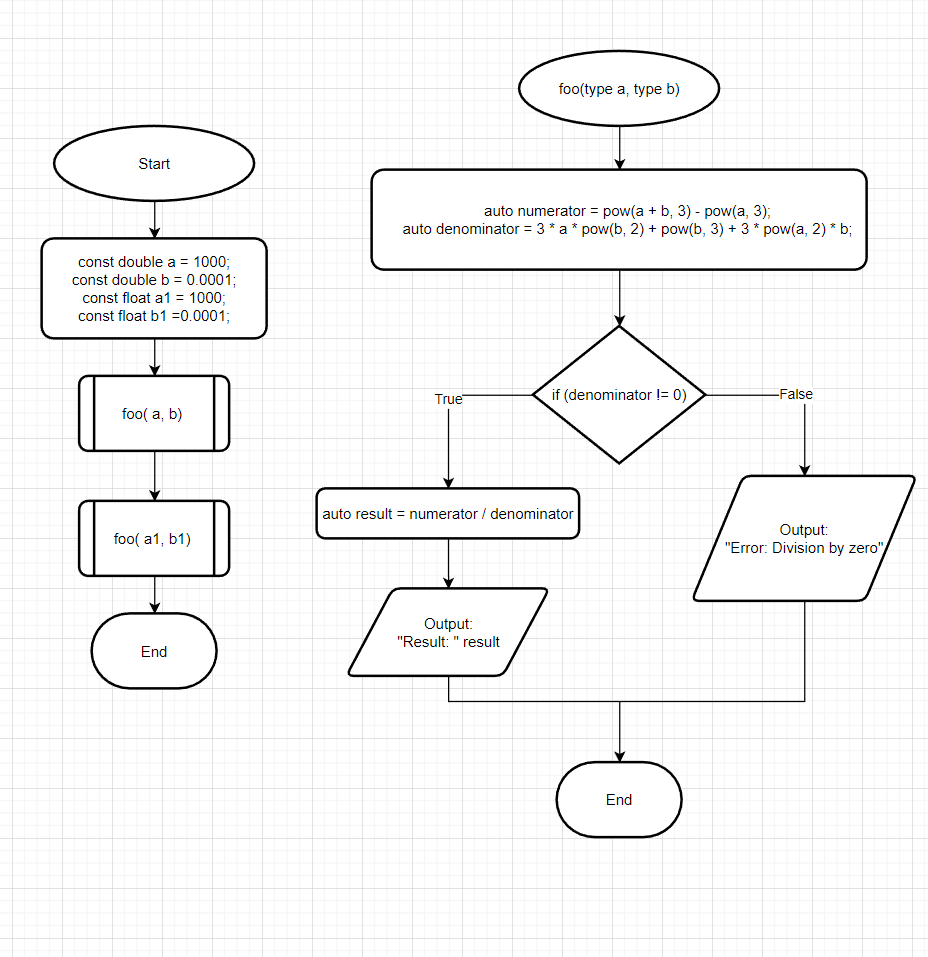 Start
const double a = 1000;
const double b = 0.0001;
const float a1 = 1000;
const float b1 =0.0001;
foo( a, b)
foo( a1, b1)
End
foo(type a, type b)
auto numerator = pow(a + b, 3) - pow(a, 3);
auto denominator = 3 * a * pow(b, 2) + pow(b, 3) + 3 * pow(a, 2) * b;
if (denominator != 0)
True
False
auto result = numerator / denominator
Output:
"Result: " result
Output:
"Error: Division by zero"
End